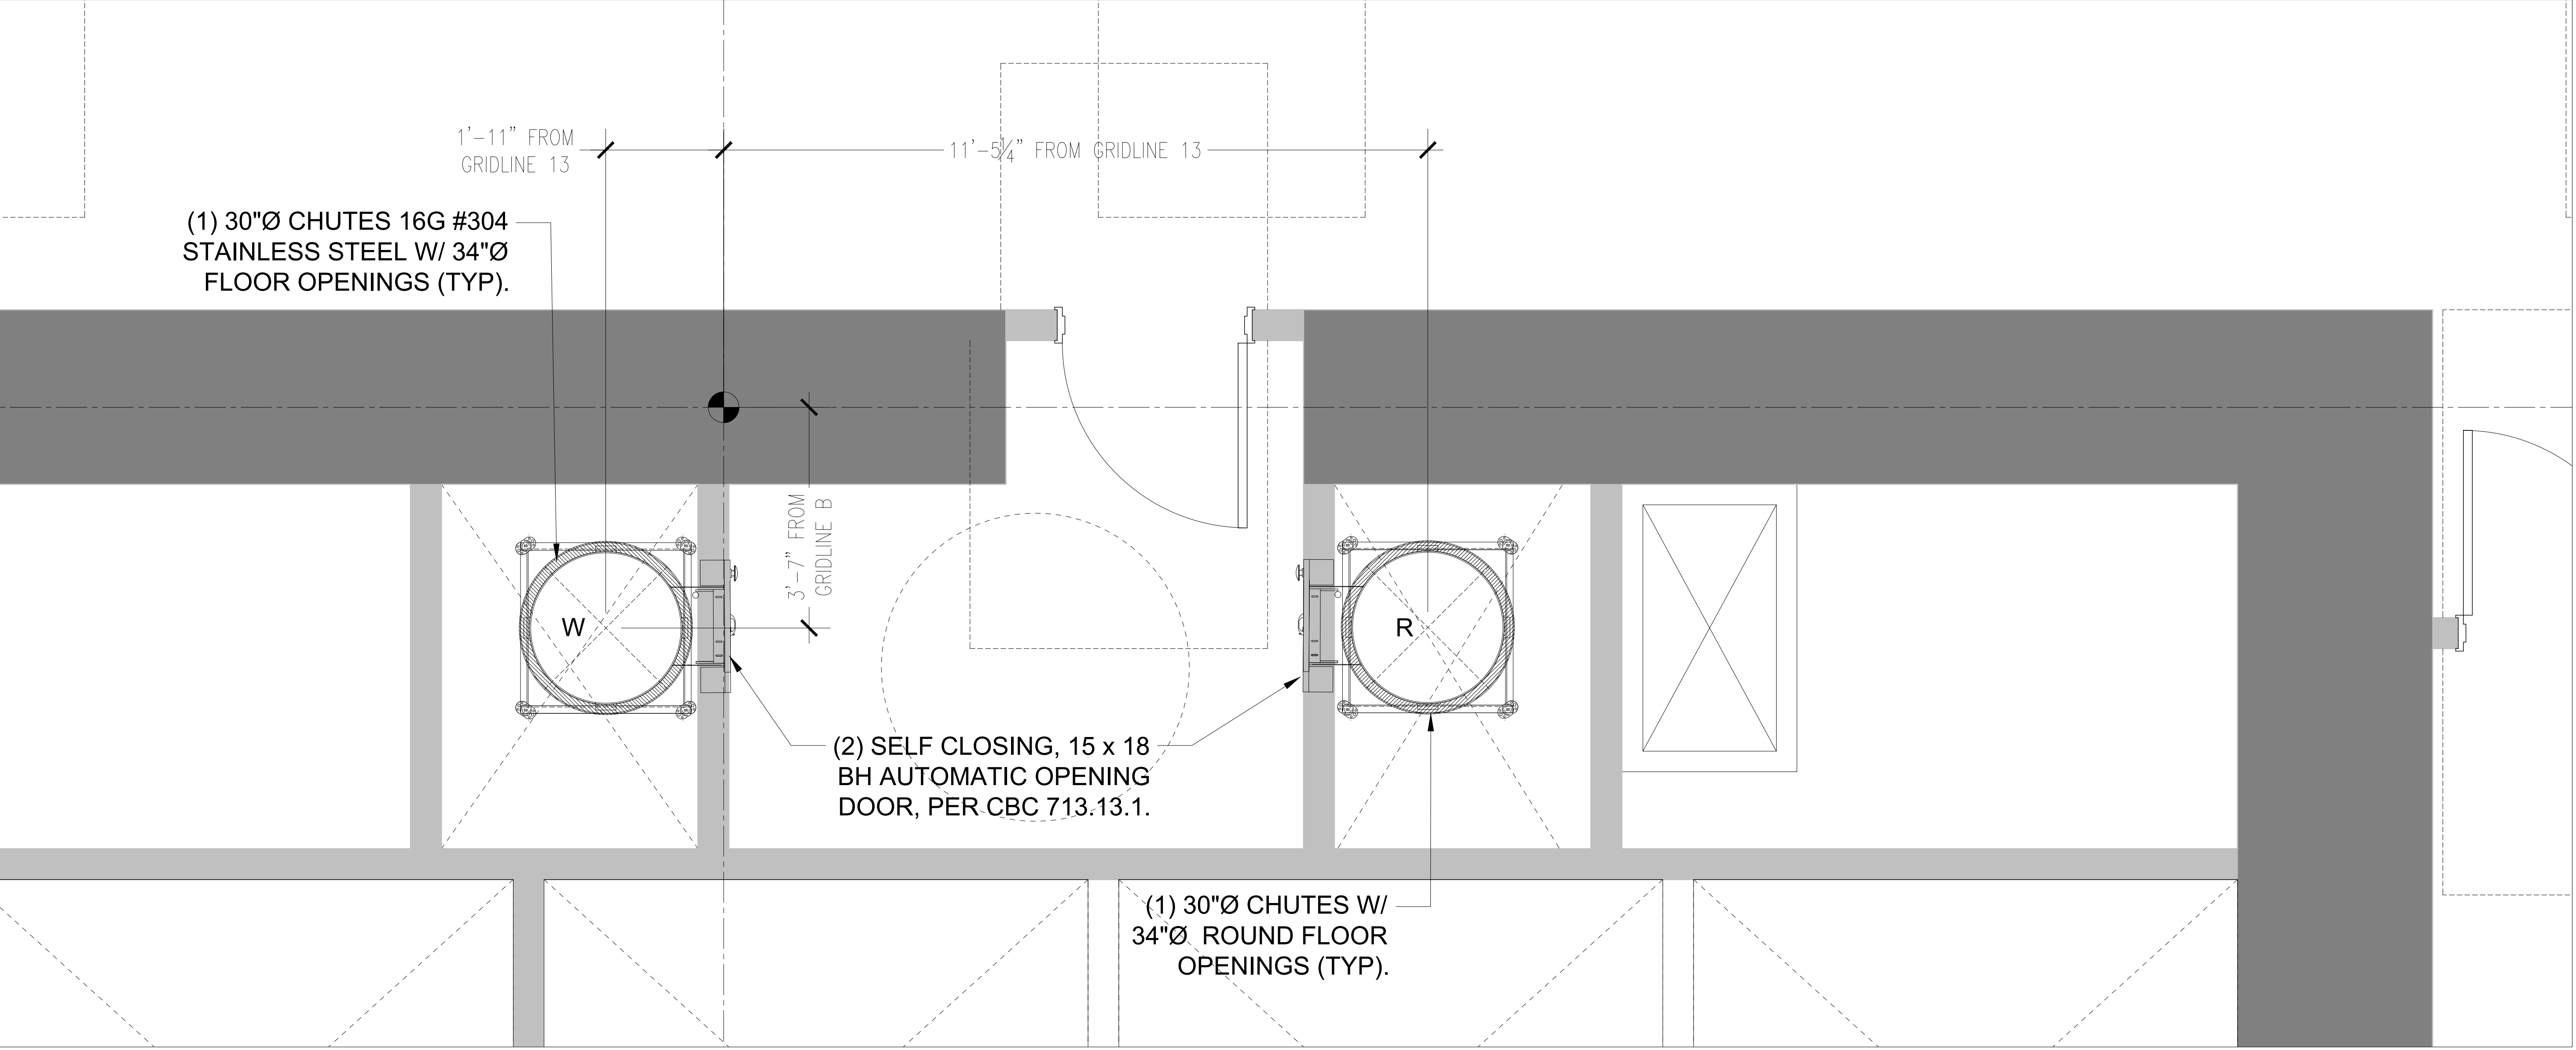 1'-11" FROM
GRIDLINE 13
11'-5¼" FROM GRIDLINE 13
(1) 30"Ø CHUTES 16G #304
STAINLESS STEEL W/ 34"Ø
FLOOR OPENINGS (TYP).
3'-7" FROM
GRIDLINE B
W
R
(2) SELF CLOSING, 15 x 18
BH AUTOMATIC OPENING
DOOR, PER CBC 713.13.1.
(1) 30"Ø CHUTES W/
34"Ø ROUND FLOOR
OPENINGS (TYP).